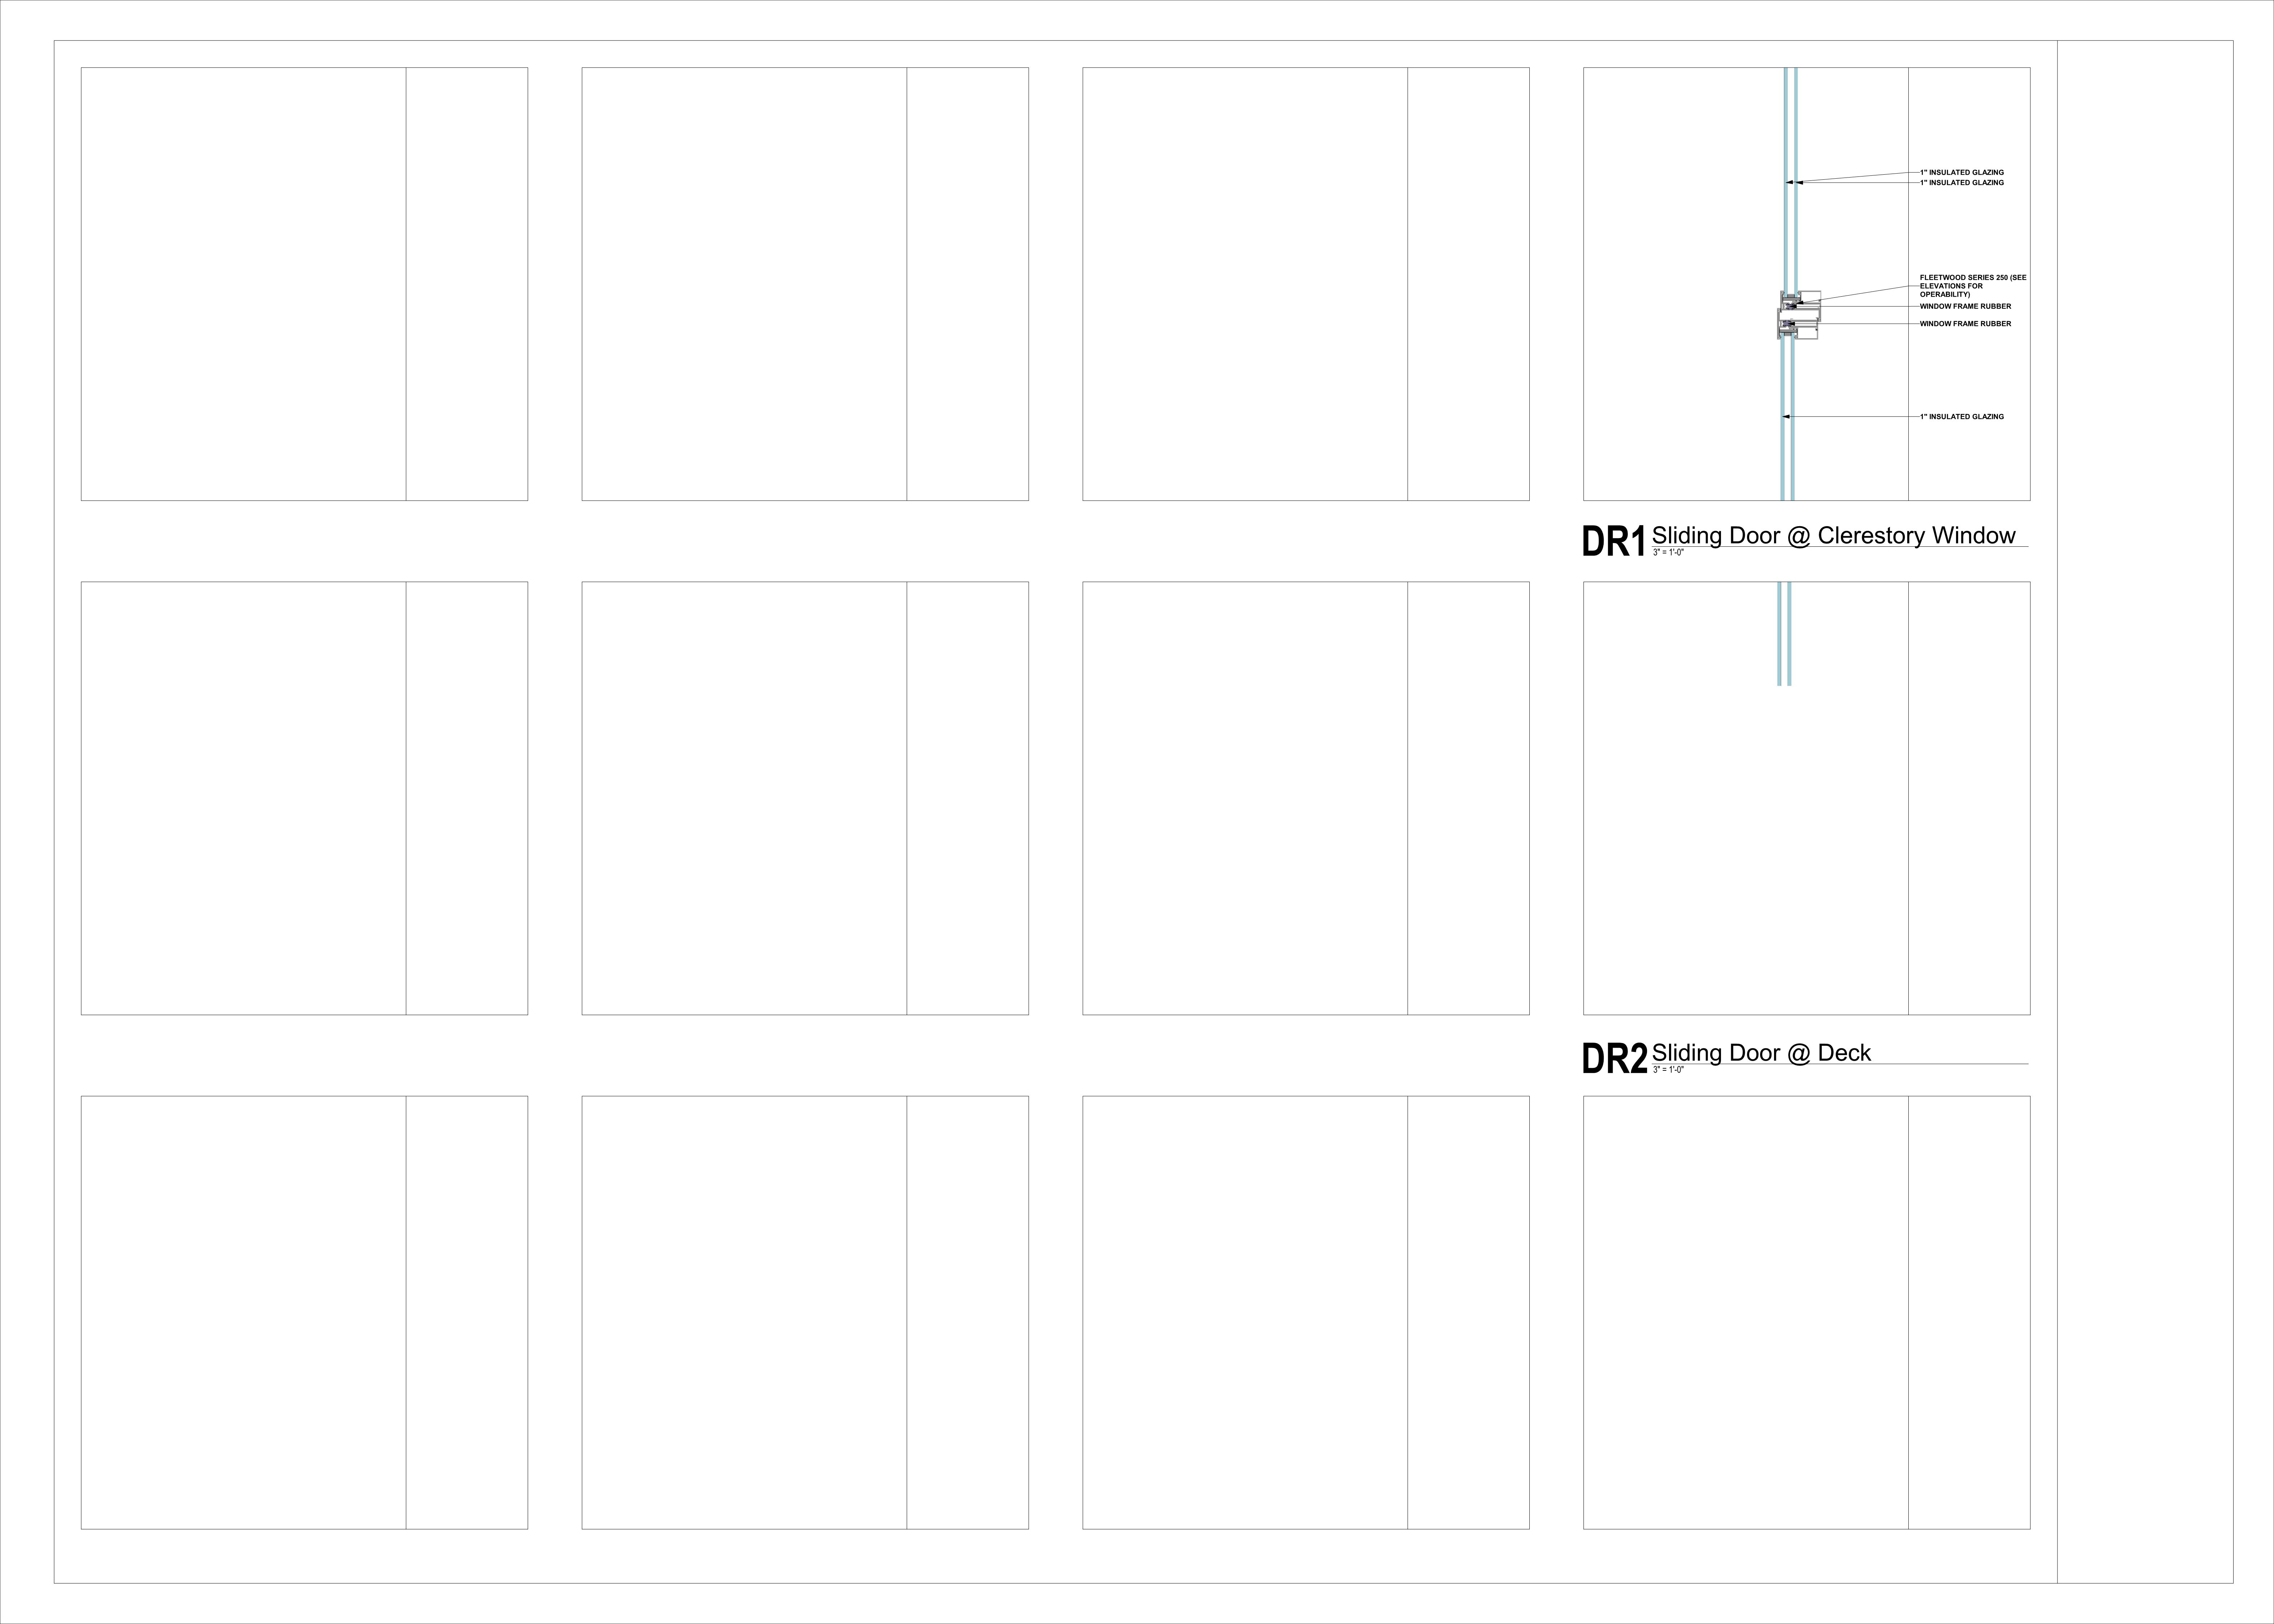 1" INSULATED GLAZING
1" INSULATED GLAZING
FLEETWOOD SERIES 250 (SEE
ELEVATIONS FOR
OPERABILITY)
WINDOW FRAME RUBBER
WINDOW FRAME RUBBER
1" INSULATED GLAZING
DR1 Sliding Door @ Clerestory Window
3" = 1'-0"
DR2 Sliding Door @ Deck
3" = 1'-0"